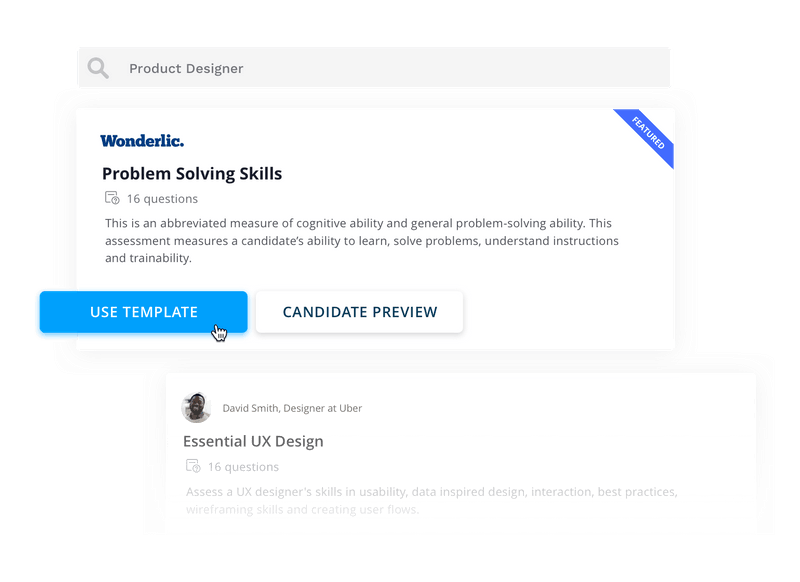 Product Designer
FEATURED
Wonderlic.
Problem Solving Skills
16 questions
This is an abbreviated measure of cognitive ability and general problem-solving ability. This
assessment measures a candidate’s ability to learn, solve problems, understand instructions
and trainability.
USE TEMPLATE
CANDIDATE PREVIEW
David Smith, Designer at Uber
Essential UX Design
16 questions
Assess a UX designer's skills in usability, data inspired design, interaction, best practices,
wireframing skills and creating user flows.